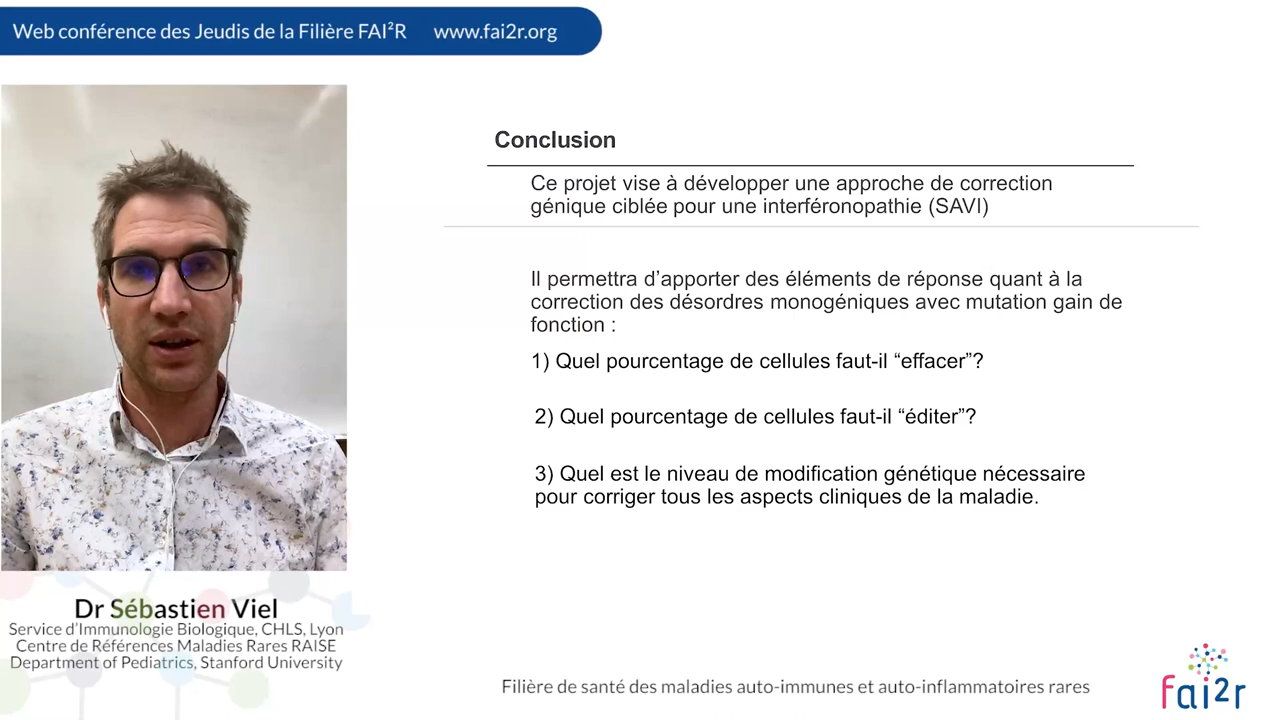 Web conférence des Jeudis de la Filière FAI²R www.fai2r.org
Conclusion
Ce projet vise à développer une approche de correction
génique ciblée pour une interféronopathie (SAVI)
Il permettra d’apporter des éléments de réponse quant à la
correction des désordres monogéniques avec mutation gain de
fonction :
1) Quel pourcentage de cellules faut-il “effacer”?
2) Quel pourcentage de cellules faut-il “éditer”?
3) Quel est le niveau de modification génétique nécessaire
pour corriger tous les aspects cliniques de la maladie.
Dr Sébastien Viel
Service d’Immunologie Biologique, CHLS, Lyon
Centre de Références Maladies Rares RAISE
Department of Pediatrics, Stanford University
Filière de santé des maladies auto-immunes et auto-inflammatoires rares
fai2r